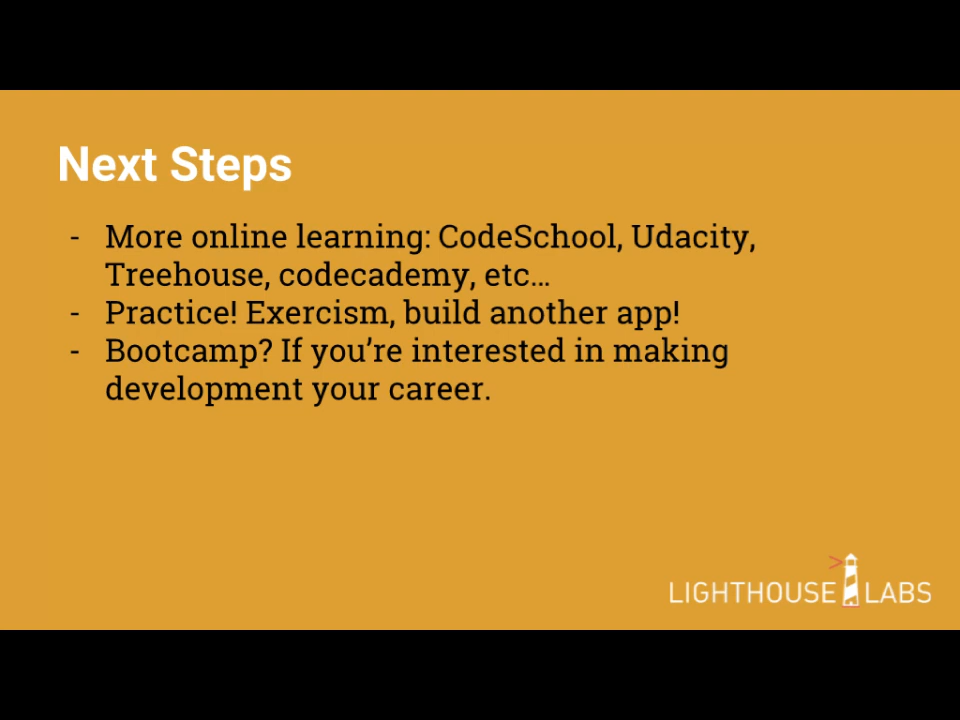 Next Steps
- More online learning: CodeSchool, Udacity,
Treehouse, codecademy, etc...
- Practice! Exercism, build another app!
- Bootcamp? If you're interested in making
development your career.
LIGHTHOUSE LABS